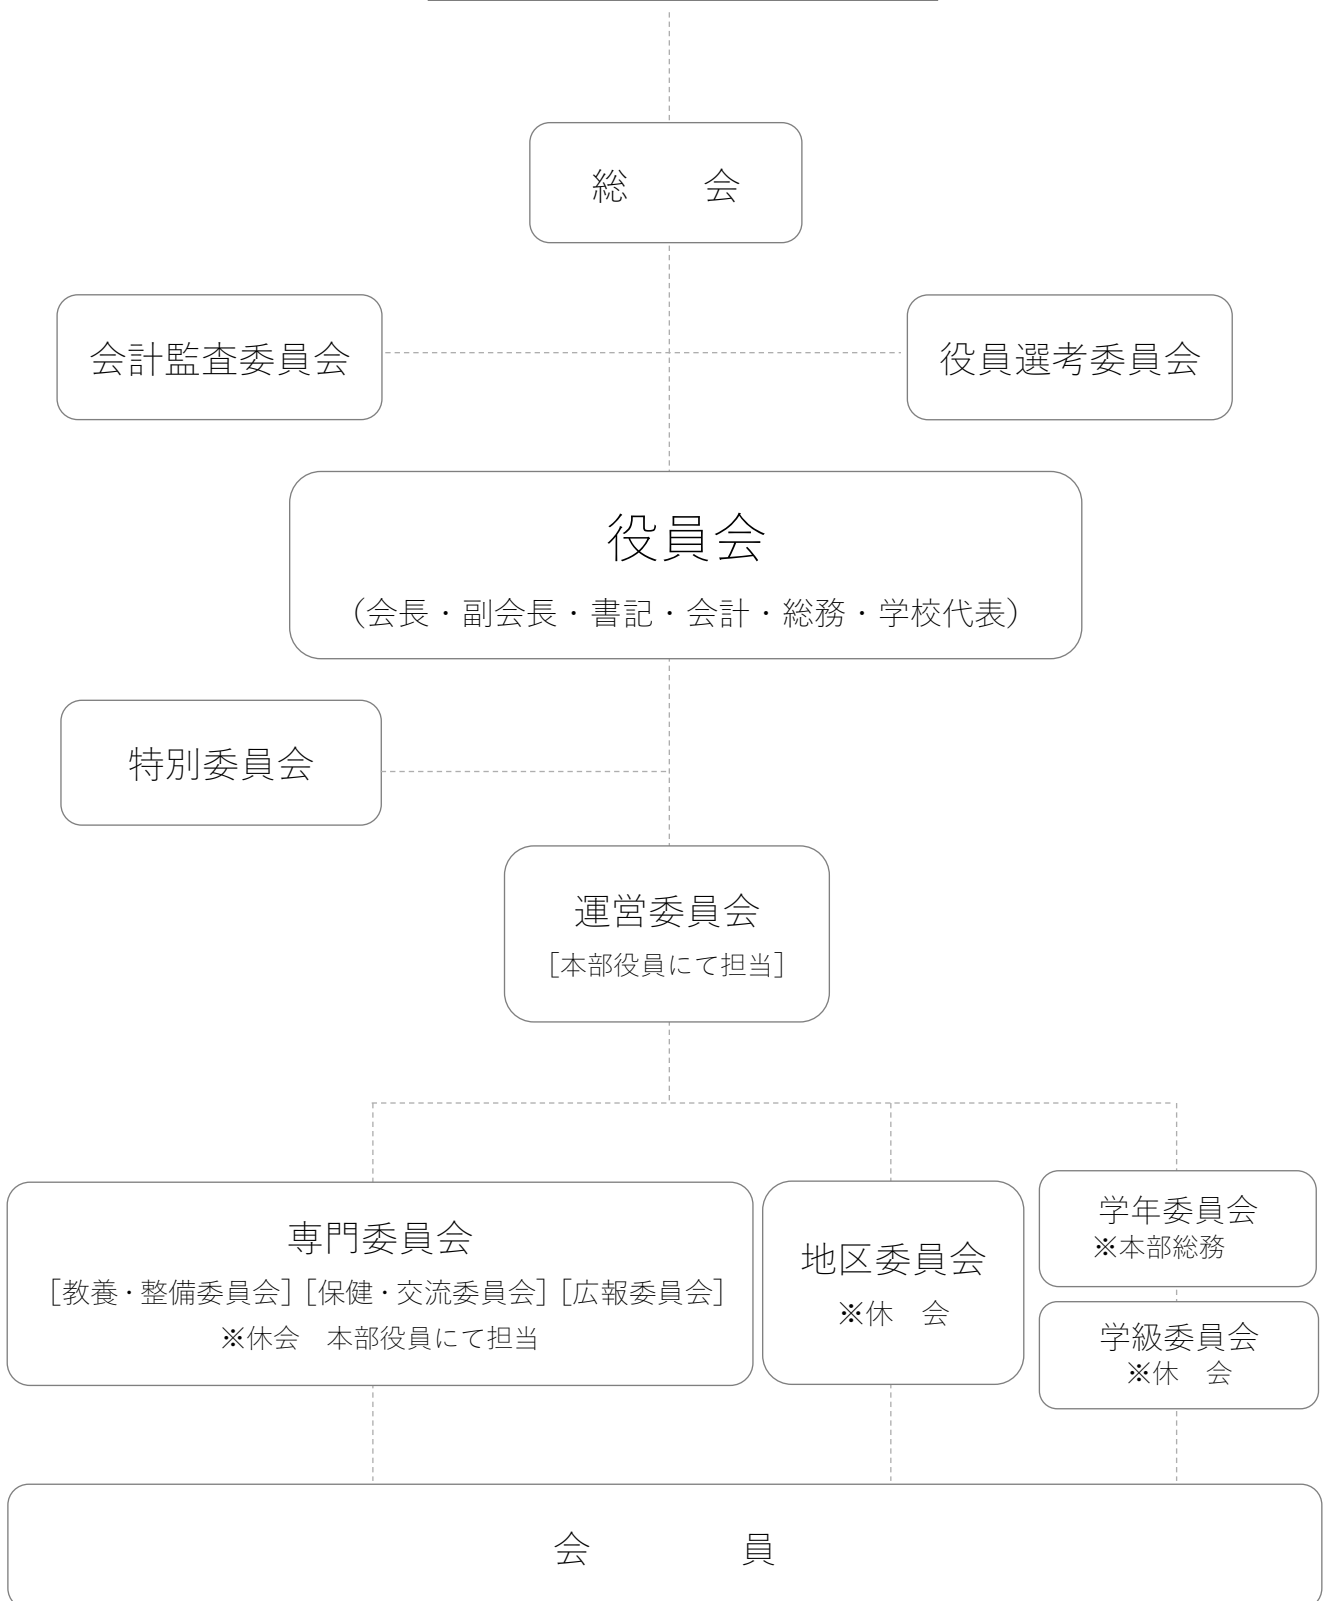 総　会
会計監査委員会
役員選考委員会
役員会
（会長・副会長・書記・会計・総務・学校代表）
特別委員会
運営委員会
［本部役員にて担当］
専門委員会
［教養・整備委員会］［保健・交流委員会］［広報委員会］
※休会　本部役員にて担当
地区委員会
※休　会
学年委員会
※本部総務
学級委員会
※休　会
会　員